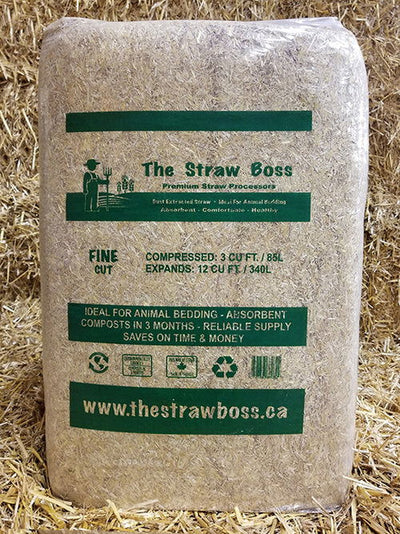 The Straw Boss
Premium Straw Processors
Dust Extracted Straw • Ideal For Animal Bedding
Absorbent - Comfortable - Healthy
FINE
CUT
COMPRESSED: 3 CU FT. / 85L
EXPANDS: 12 CU FT. / 340L
IDEAL FOR ANIMAL BEDDING - ABSORBENT
COMPOSTS IN 3 MONTHS - RELIABLE SUPPLY
SAVES ON TIME & MONEY
www.thestrawboss.ca